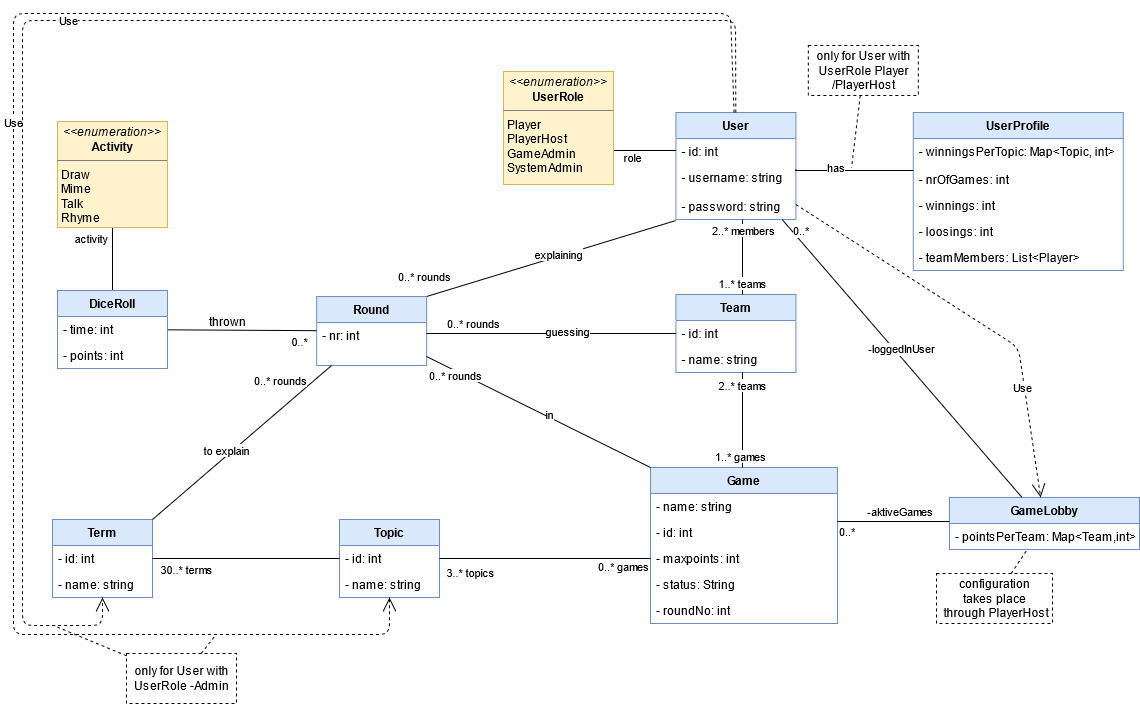 Use
Use
<<enumeration>>
UserRole
Player
PlayerHost
GameAdmin
SystemAdmin
role
only for User with
UserRole Player
/PlayerHost
User
- id: int
- username: string
- password: string
has
UserProfile
- winningsPerTopic: Map<Topic, int>
- nrOfGames: int
- winnings: int
- loosings: int
- teamMembers: List<Player>
<<enumeration>>
Activity
Draw
Mime
Talk
Rhyme
activity
DiceRoll
- time: int
- points: int
thrown
0..*
Round
- nr: int
explaining
0..* rounds
2..* members
0..*
1..* teams
Team
- id: int
- name: string
0..* rounds
guessing
-loggedInUser
Use
0..* rounds
0..* rounds
in
2..* teams
1..* games
to explain
Game
- name: string
- id: int
- maxpoints: int
- status: String
- roundNo: int
-aktiveGames
0..*
GameLobby
- pointsPerTeam: Map<Team,int>
configuration
takes place
through PlayerHost
Term
- id: int
- name: string
30..* terms
Topic
- id: int
- name: string
3..* topics
0..* games
only for User with
UserRole -Admin